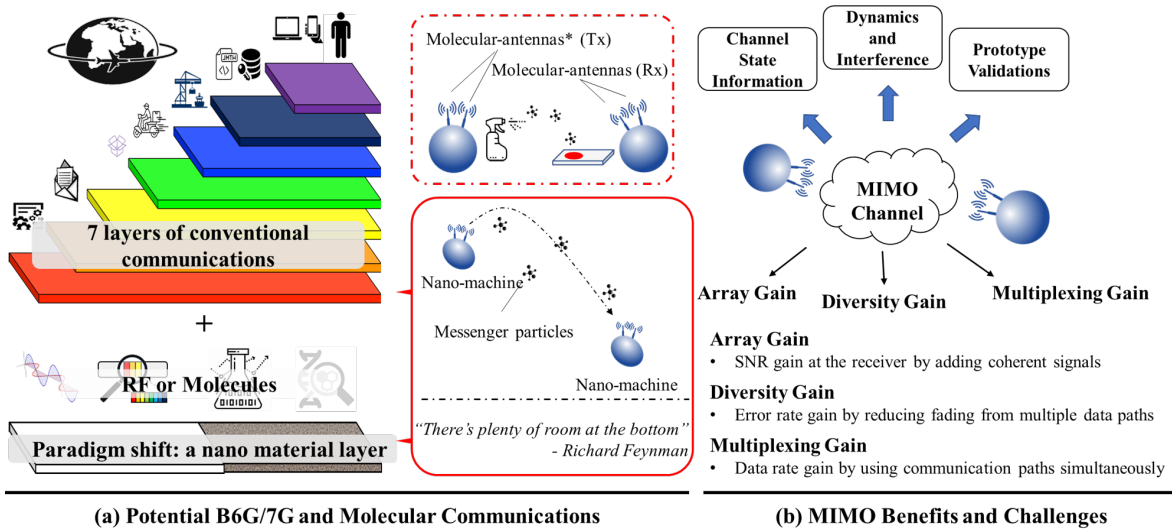 7 layers of conventional
communications
+
RF or Molecules
Paradigm shift: a nano material layer
Molecular-antennas* (Tx)
Molecular-antennas (Rx)
Nano-machine
Messenger particles
Nano-machine
“There’s plenty of room at the bottom”
- Richard Feynman
(a) Potential B6G/7G and Molecular Communications
Channel
State
Information
Dynamics
and
Interference
Prototype
Validations
MIMO
Channel
Array Gain
Diversity Gain
Multiplexing Gain
Array Gain
• SNR gain at the receiver by adding coherent signals
Diversity Gain
• Error rate gain by reducing fading from multiple data paths
Multiplexing Gain
• Data rate gain by using communication paths simultaneously
(b) MIMO Benefits and Challenges